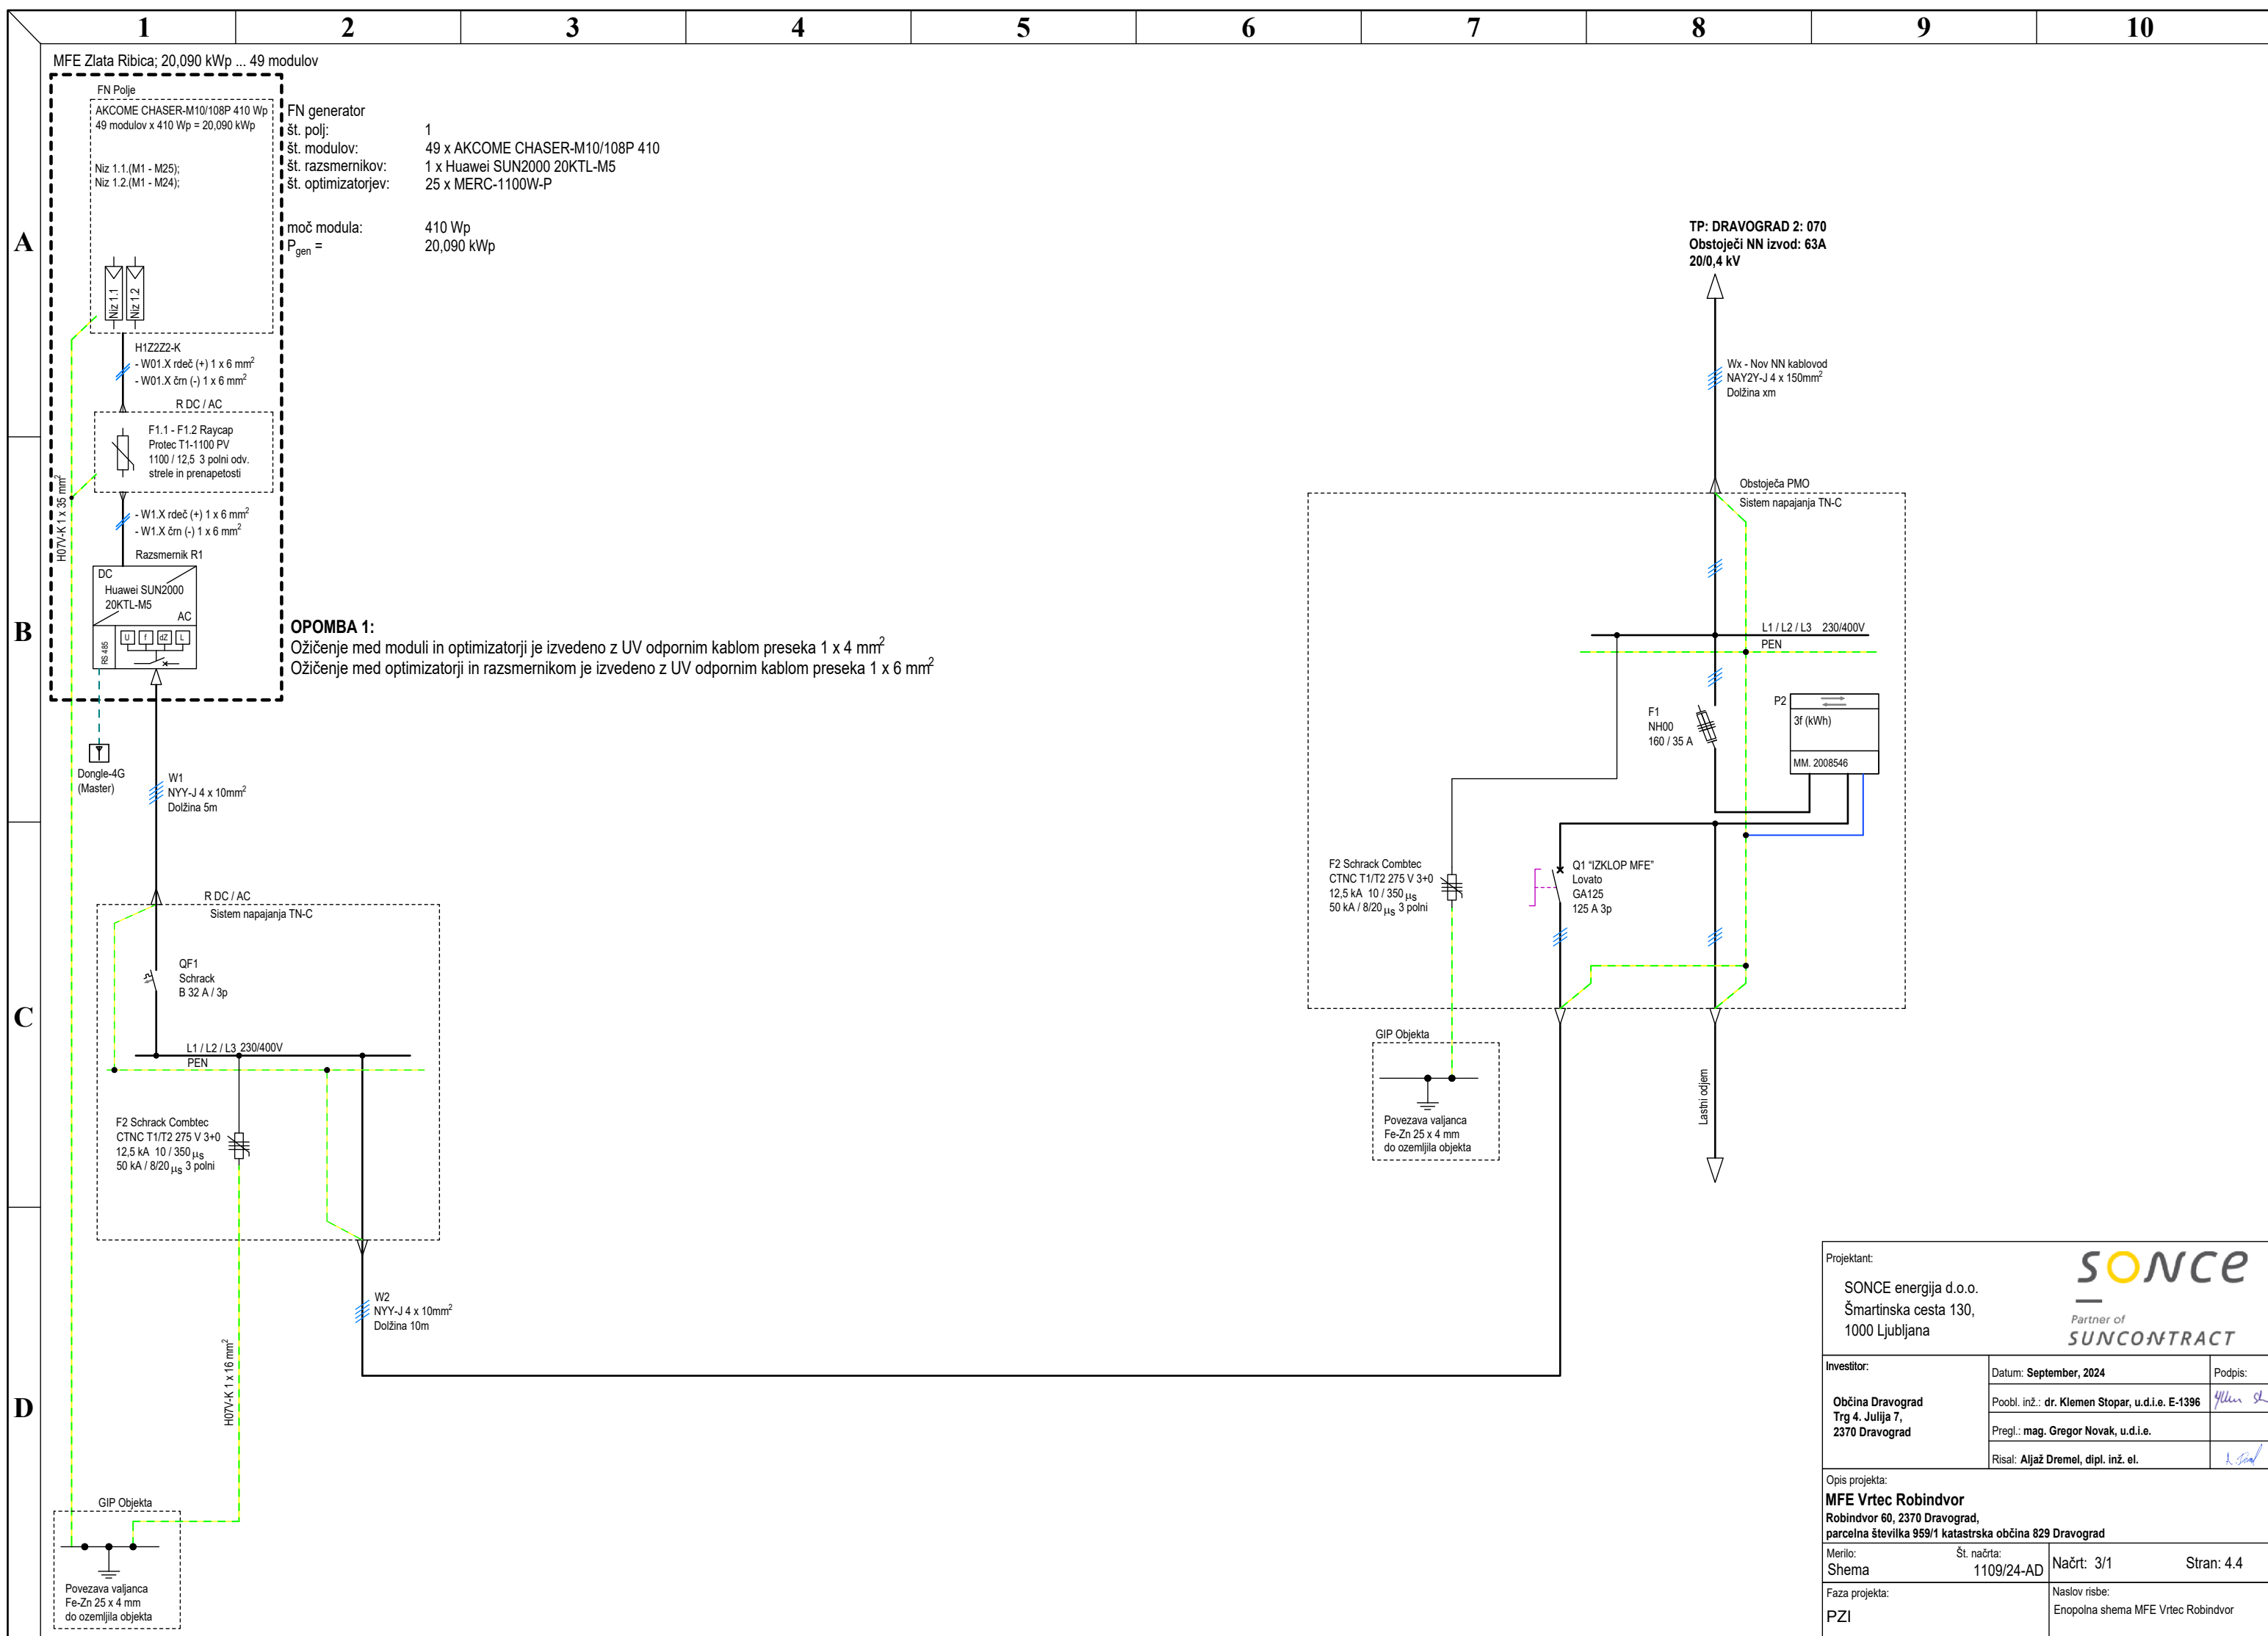 1 2 3 4 5 6 7 8 9 10
A
B
C
D
MFE Zlata Ribica; 20,090 kWp ... 49 modulov
FN Polje
AKCOME CHASER-M10/108P 410 Wp
49 modulov x 410 Wp = 20,090 kWp
Niz 1.1.(M1 - M25);
Niz 1.2.(M1 - M24);
Niz 1.1
Niz 1.2
FN generator
št. polj: 1
št. modulov: 49 x AKCOME CHASER-M10/108P 410
št. razsmernikov: 1 x Huawei SUN2000 20KTL-M5
št. optimizatorjev: 25 x MERC-1100W-P
moč modula: 410 Wp
Pgen = 20,090 kWp
H1Z2Z2-K
- W01.X rdeč (+) 1 x 6 mm²
- W01.X črn (-) 1 x 6 mm²
R DC / AC
F1.1 - F1.2 Raycap
Protec T1-1100 PV
1100 / 12,5 3 polni odv.
strele in prenapetosti
H07V-K 1 x 35 mm²
- W1.X rdeč (+) 1 x 6 mm²
- W1.X črn (-) 1 x 6 mm²
Razsmernik R1
DC
Huawei SUN2000
20KTL-M5
AC
RS 485
U f dZ L
Dongle-4G
(Master)
OPOMBA 1:
Ožičenje med moduli in optimizatorji je izvedeno z UV odpornim kablom preseka 1 x 4 mm²
Ožičenje med optimizatorji in razsmernikom je izvedeno z UV odpornim kablom preseka 1 x 6 mm²
W1
NYY-J 4 x 10mm²
Dolžina 5m
R DC / AC
Sistem napajanja TN-C
QF1
Schrack
B 32 A / 3p
L1 / L2 / L3 230/400V
PEN
F2 Schrack Combtec
CTNC T1/T2 275 V 3+0
12,5 kA 10 / 350 µs
50 kA / 8/20 µs 3 polni
W2
NYY-J 4 x 10mm²
Dolžina 10m
H07V-K 1 x 16 mm²
GIP Objekta
Povezava valjanca
Fe-Zn 25 x 4 mm
do ozemljila objekta
TP: DRAVOGRAD 2: 070
Obstoječi NN izvod: 63A
20/0,4 kV
Wx - Nov NN kablovod
NAY2Y-J 4 x 150mm²
Dolžina xm
Obstoječa PMO
Sistem napajanja TN-C
L1 / L2 / L3 230/400V
PEN
F1
NH00
160 / 35 A
P2
3f (kWh)
MM. 2008546
F2 Schrack Combtec
CTNC T1/T2 275 V 3+0
12,5 kA 10 / 350 µs
50 kA / 8/20 µs 3 polni
Q1 "IZKLOP MFE"
Lovato
GA125
125 A 3p
GIP Objekta
Povezava valjanca
Fe-Zn 25 x 4 mm
do ozemljila objekta
Lastni odjem
Projektant:
SONCE energija d.o.o.
Šmartinska cesta 130,
1000 Ljubljana
SONCE
Partner of
SUNCONTRACT
Investitor:
Občina Dravograd
Trg 4. Julija 7,
2370 Dravograd
Datum: September, 2024
Podpis:
Poobl. inž.: dr. Klemen Stopar, u.d.i.e. E-1396
Pregl.: mag. Gregor Novak, u.d.i.e.
Risal: Aljaž Dremel, dipl. inž. el.
Opis projekta:
MFE Vrtec Robindvor
Robindvor 60, 2370 Dravograd,
parcelna številka 959/1 katastrska občina 829 Dravograd
Merilo:
Shema
Št. načrta:
1109/24-AD
Načrt: 3/1
Stran: 4.4
Faza projekta:
PZI
Naslov risbe:
Enopolna shema MFE Vrtec Robindvor